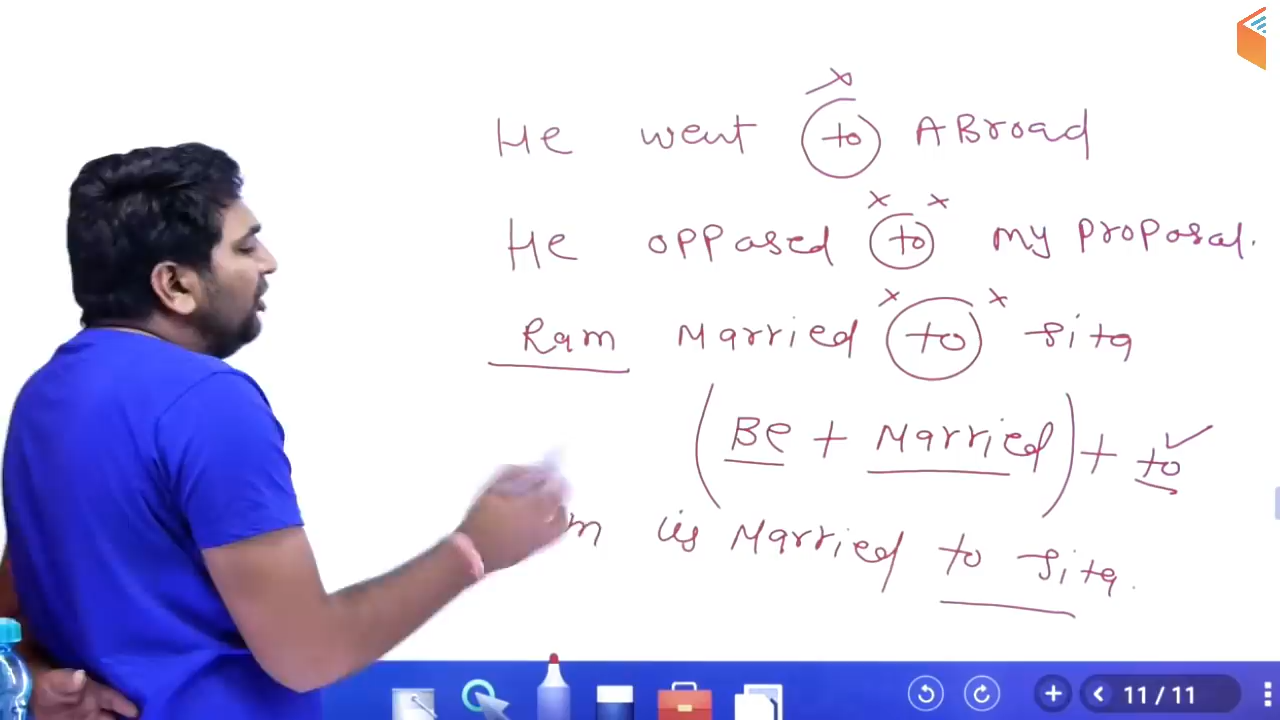 He went to ABroad
× 
He oppased to my proposal.
× ×
Ram Married to sita
× ×
(Be + Married) + to ✓
m is Married to sita.
11 / 11